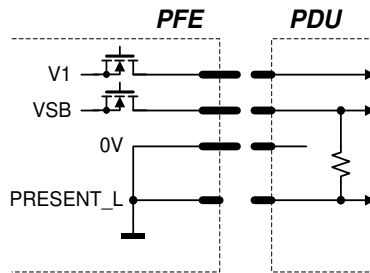 PFE PDU
V1
VSB
0V
PRESENT_L